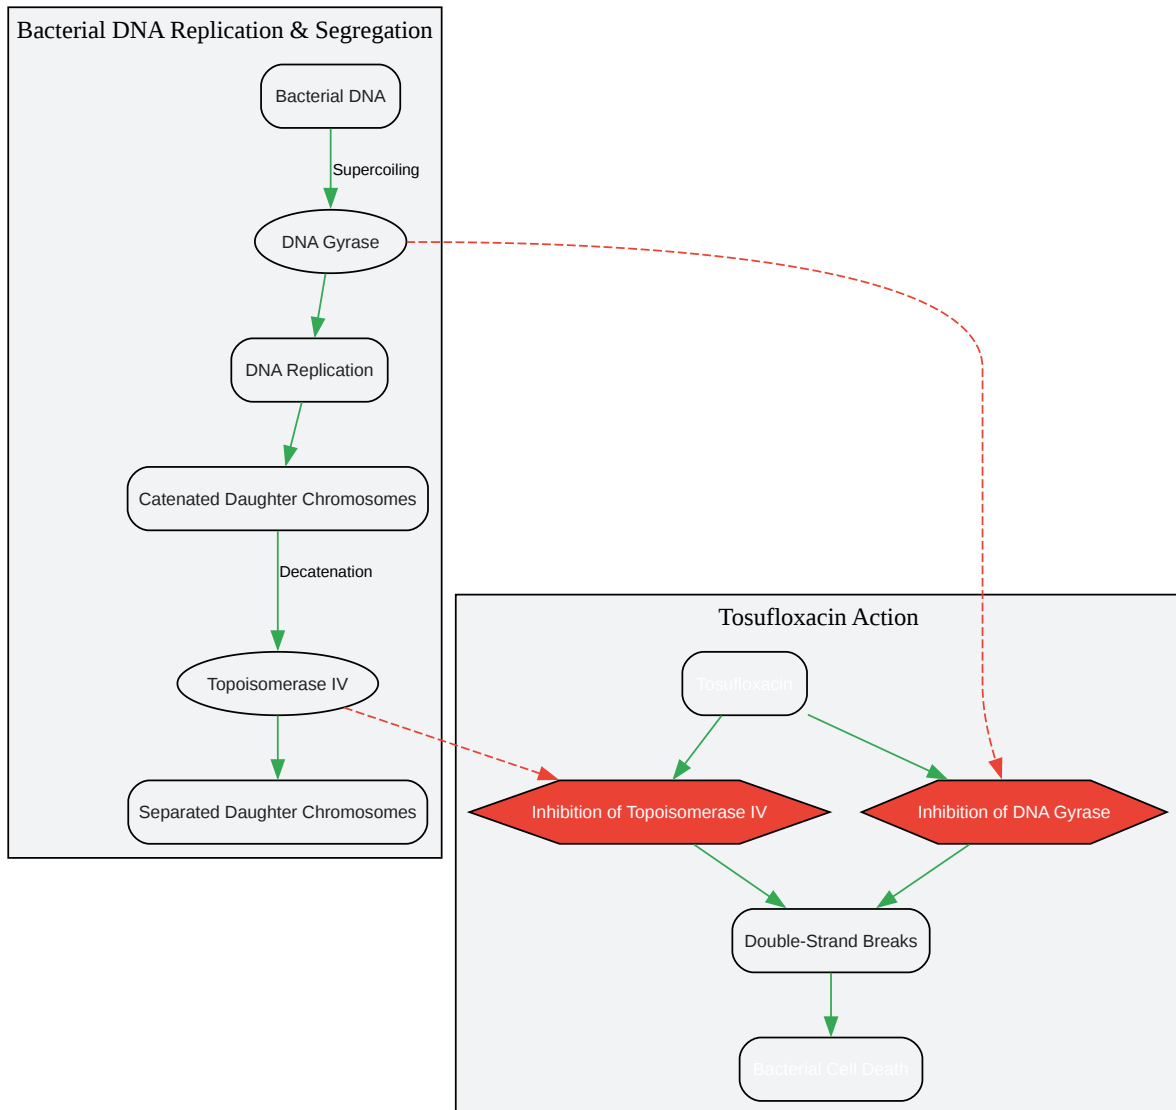 Bacterial DNA Replication & Segregation
Bacterial DNA
Supercoiling
DNA Gyrase
DNA Replication
Catenated Daughter Chromosomes
Decatenation
Topoisomerase IV
Separated Daughter Chromosomes
Tosufloxacin Action
Tosufloxacin
Inhibition of Topoisomerase IV
Inhibition of DNA Gyrase
Double-Strand Breaks
Bacterial Cell Death